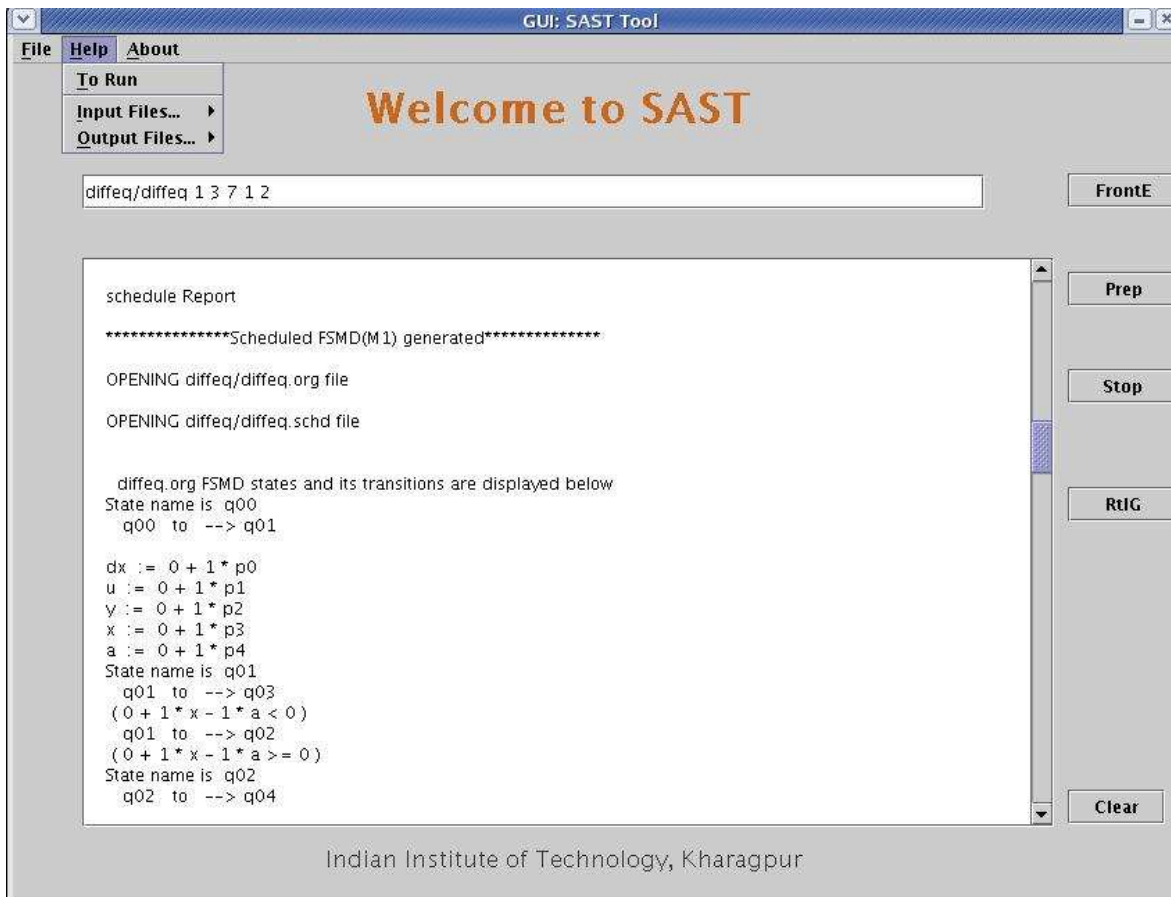 GUI: SAST Tool
File Help About
To Run
Input Files...
Output Files...
Welcome to SAST
diffeq/diffeq 1 3 7 1 2
FrontE
schedule Report
***************Scheduled FSMD(M1) generated**************
OPENING diffeq/diffeq.org file
OPENING diffeq/diffeq.schd file
diffeq.org FSMD states and its transitions are displayed below
State name is q00
q00 to --> q01
dx := 0 + 1 * p0
u := 0 + 1 * p1
y := 0 + 1 * p2
x := 0 + 1 * p3
a := 0 + 1 * p4
State name is q01
q01 to --> q03
( 0 + 1 * x - 1 * a < 0 )
q01 to --> q02
( 0 + 1 * x - 1 * a >= 0 )
State name is q02
q02 to --> q04
Prep
Stop
RtlG
Clear
Indian Institute of Technology, Kharagpur